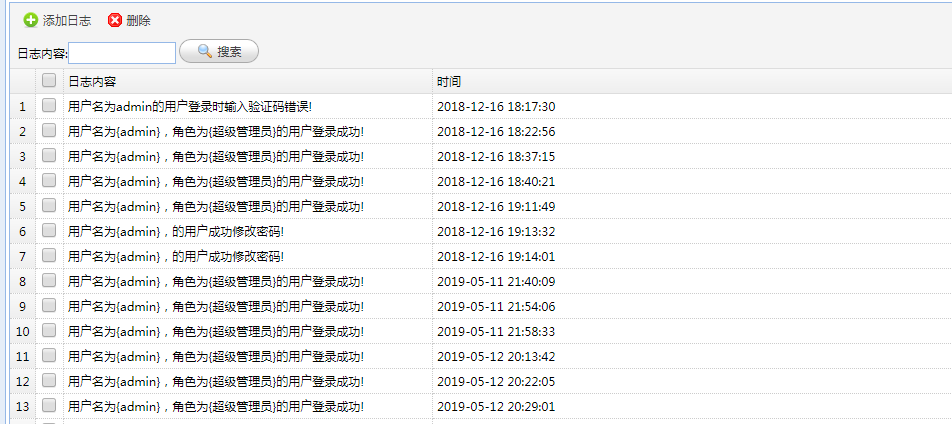 添加日志 删除
日志内容: 搜索
日志内容 时间
1 用户名为admin的用户登录时输入验证码错误! 2018-12-16 18:17:30
2 用户名为{admin}，角色为{超级管理员}的用户登录成功! 2018-12-16 18:22:56
3 用户名为{admin}，角色为{超级管理员}的用户登录成功! 2018-12-16 18:37:15
4 用户名为{admin}，角色为{超级管理员}的用户登录成功! 2018-12-16 18:40:21
5 用户名为{admin}，角色为{超级管理员}的用户登录成功! 2018-12-16 19:11:49
6 用户名为{admin}，的用户成功修改密码! 2018-12-16 19:13:32
7 用户名为{admin}，的用户成功修改密码! 2018-12-16 19:14:01
8 用户名为{admin}，角色为{超级管理员}的用户登录成功! 2019-05-11 21:40:09
9 用户名为{admin}，角色为{超级管理员}的用户登录成功! 2019-05-11 21:54:06
10 用户名为{admin}，角色为{超级管理员}的用户登录成功! 2019-05-11 21:58:33
11 用户名为{admin}，角色为{超级管理员}的用户登录成功! 2019-05-12 20:13:42
12 用户名为{admin}，角色为{超级管理员}的用户登录成功! 2019-05-12 20:22:05
13 用户名为{admin}，角色为{超级管理员}的用户登录成功! 2019-05-12 20:29:01